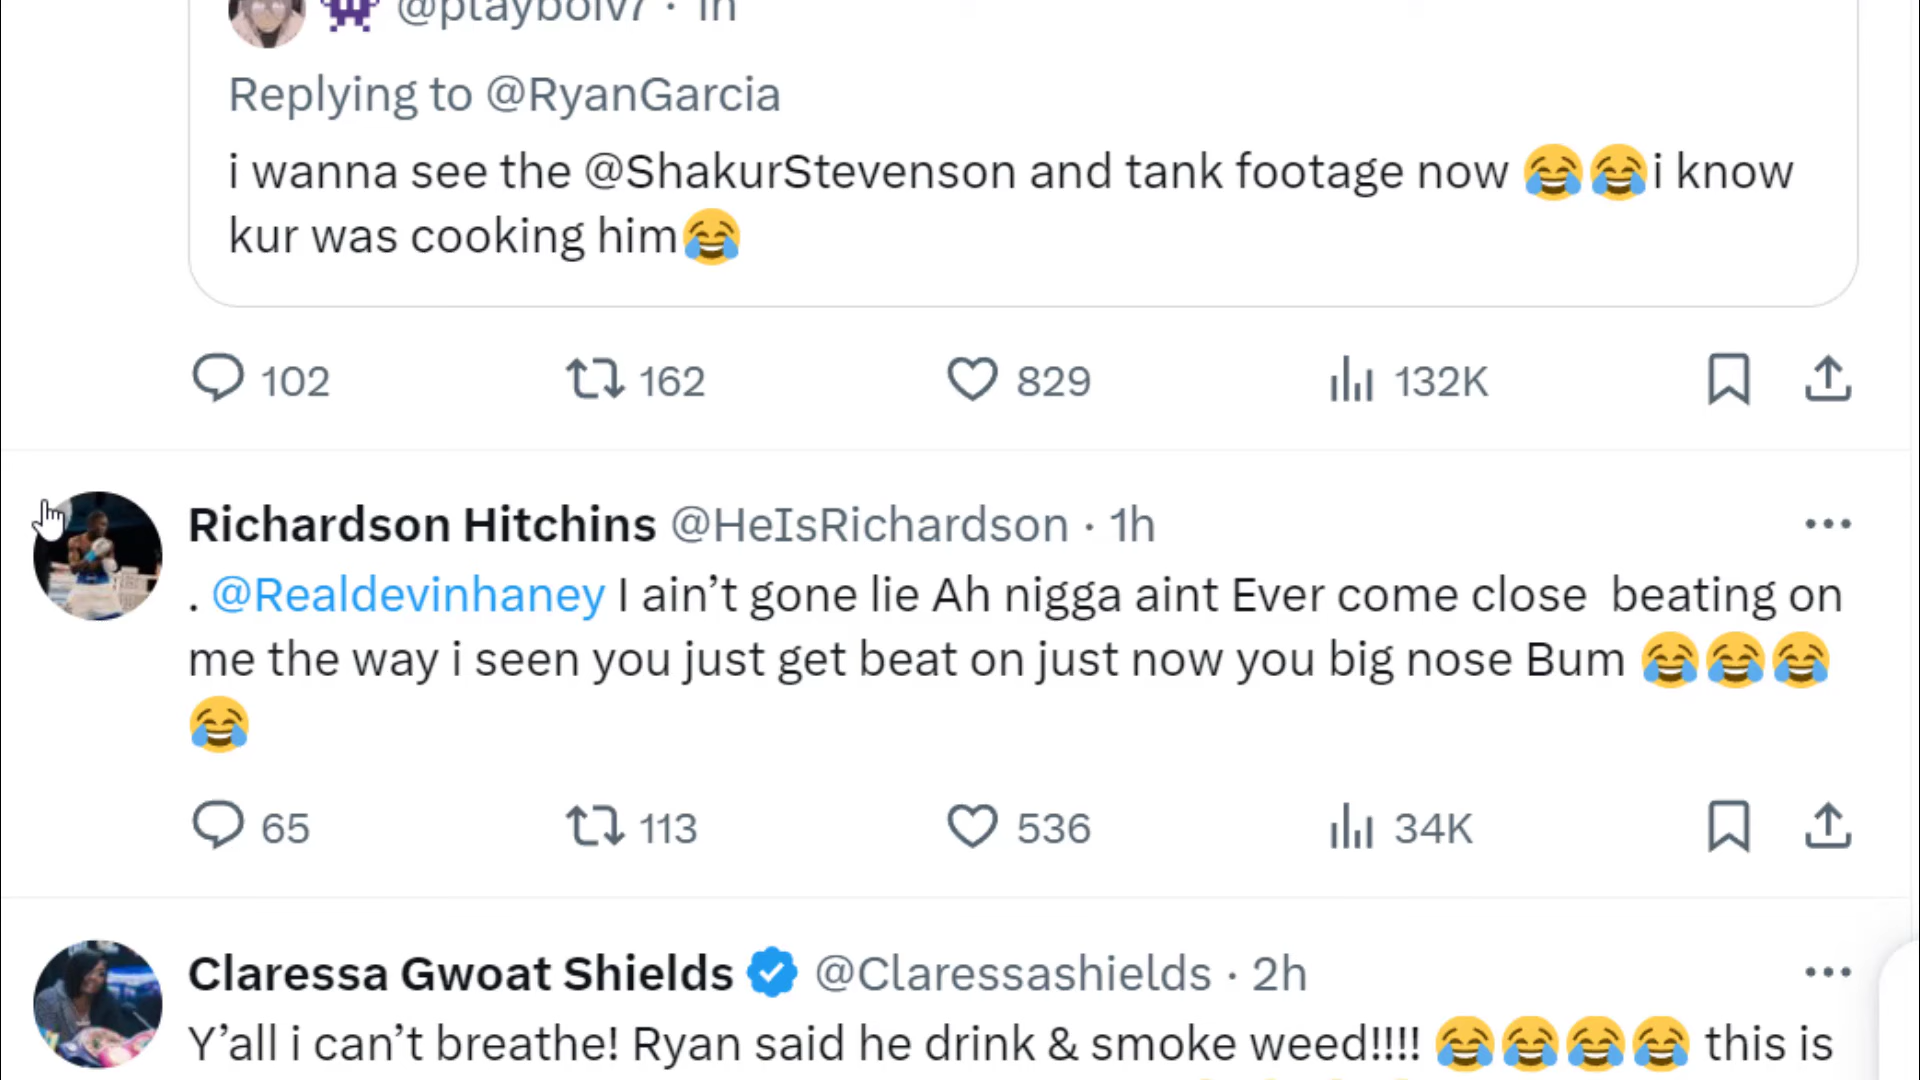 @playboiv7 · 1h
Replying to @RyanGarcia
i wanna see the @ShakurStevenson and tank footage now 😂😂i know
kur was cooking him😂
102 162 829 132K
Richardson Hitchins @HeIsRichardson · 1h
. @Realdevinhaney I ain’t gone lie Ah nigga aint Ever come close beating on
me the way i seen you just get beat on just now you big nose Bum 😂😂😂
😂
65 113 536 34K
Claressa Gwoat Shields @Claressashields · 2h
Y’all i can’t breathe! Ryan said he drink & smoke weed!!!! 😂😂😂😂 this is